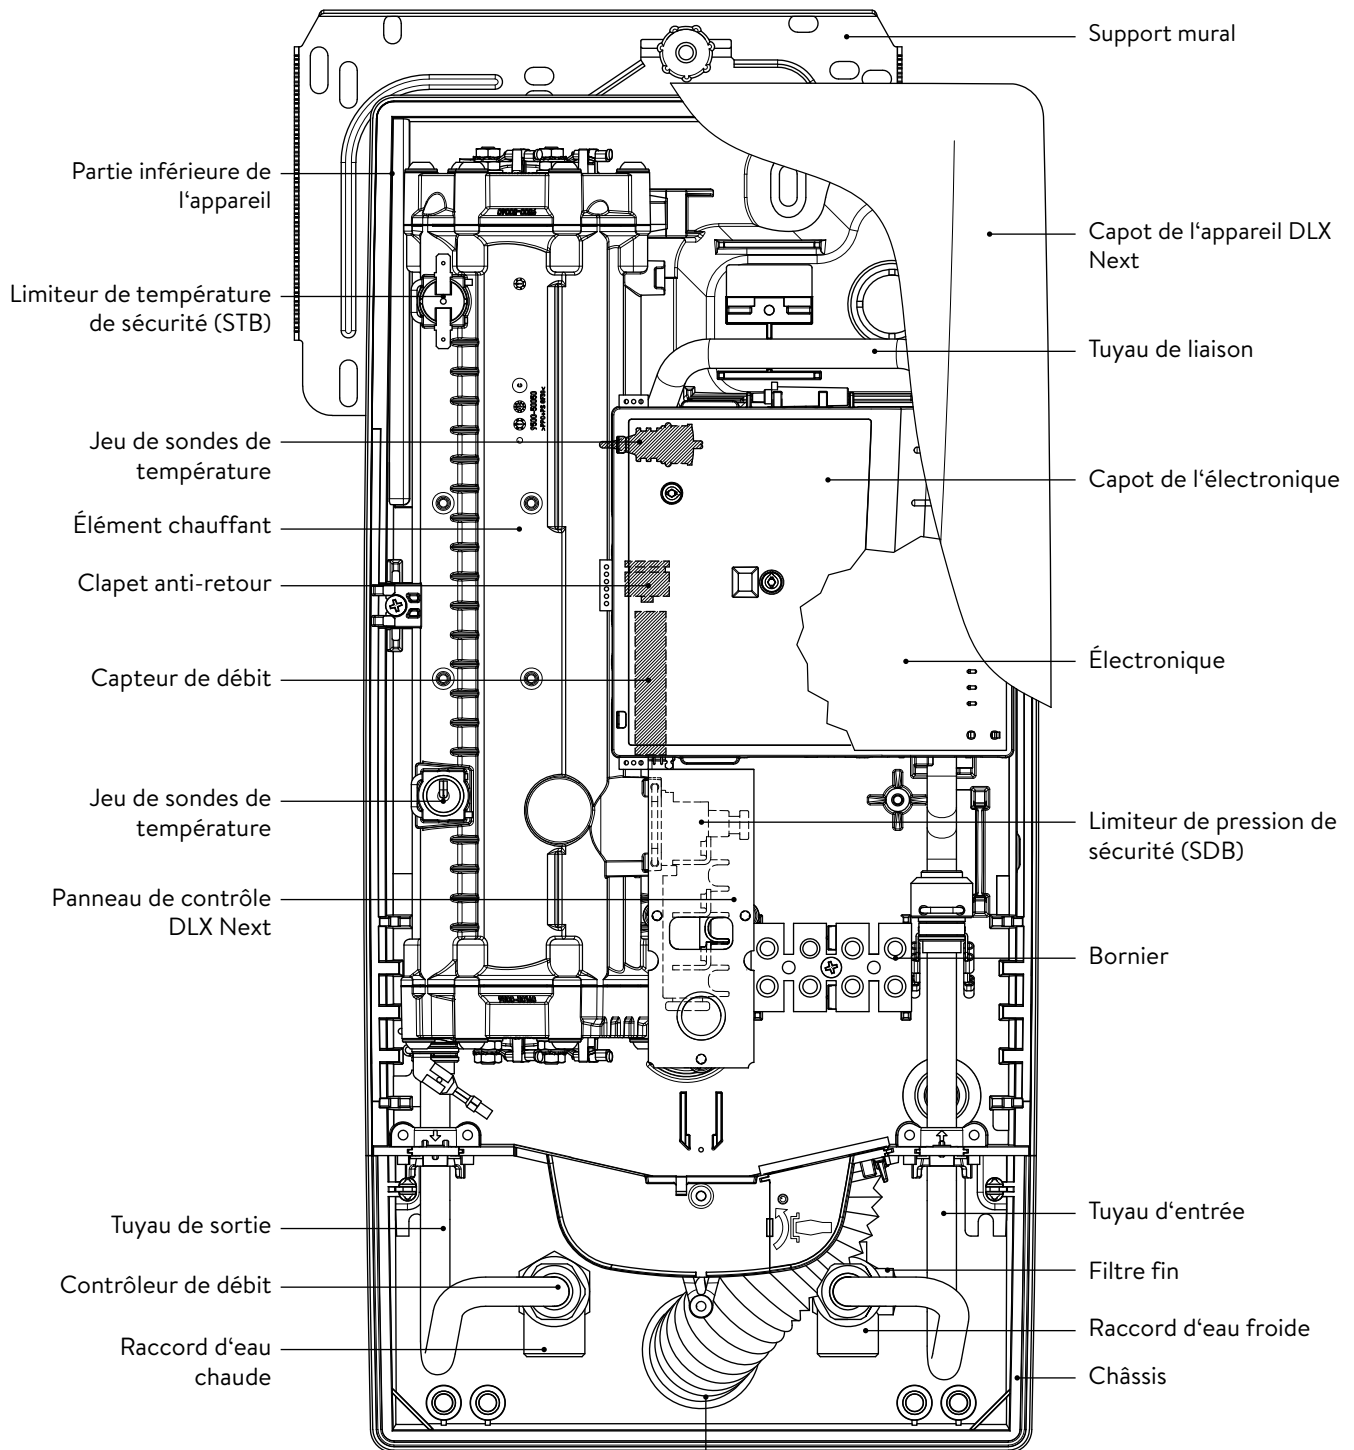 Support mural
Partie inférieure de
l‘appareil
Capot de l‘appareil DLX
Next
Limiteur de température
de sécurité (STB)
Tuyau de liaison
Jeu de sondes de
température
Capot de l‘électronique
Élément chauffant
Clapet anti-retour
Électronique
Capteur de débit
Jeu de sondes de
température
Limiteur de pression de
sécurité (SDB)
Panneau de contrôle
DLX Next
Bornier
Tuyau de sortie
Tuyau d‘entrée
Contrôleur de débit
Filtre fin
Raccord d‘eau
chaude
Raccord d‘eau froide
Châssis